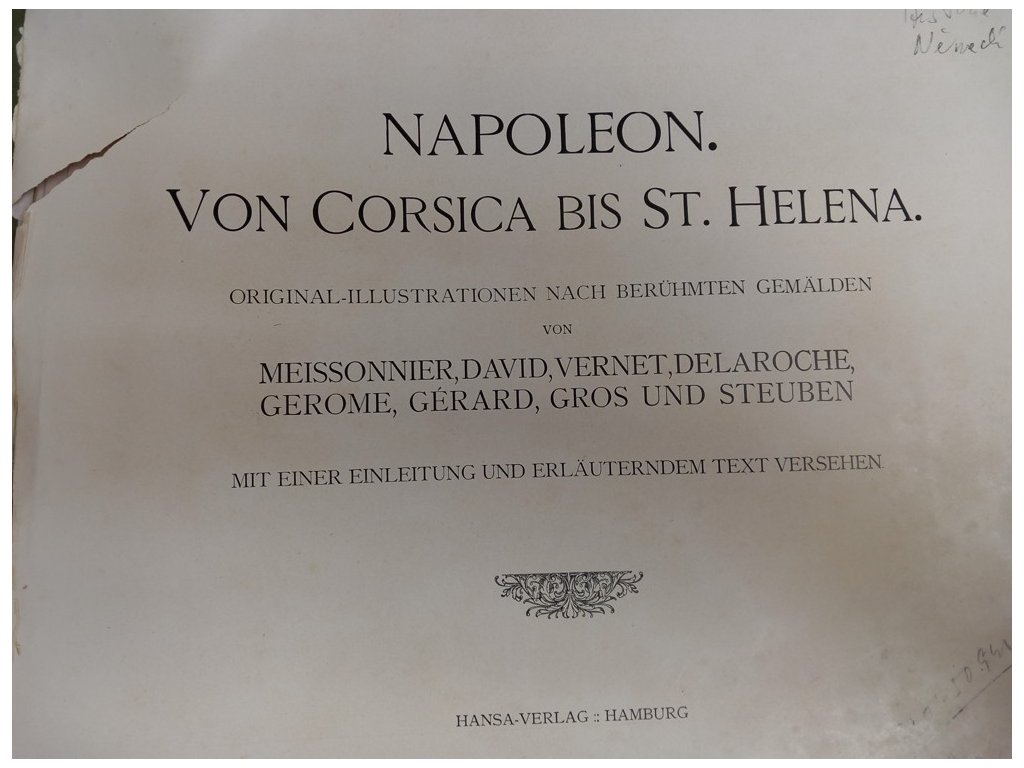 NAPOLEON.
VON CORSICA BIS ST. HELENA.
ORIGINAL-ILLUSTRATIONEN NACH BERÜHMTEN GEMÄLDEN
VON
MEISSONNIER, DAVID, VERNET, DELAROCHE,
GEROME, GÉRARD, GROS UND STEUBEN
MIT EINER EINLEITUNG UND ERLÄUTERNDEM TEXT VERSEHEN.
HANSA-VERLAG :: HAMBURG